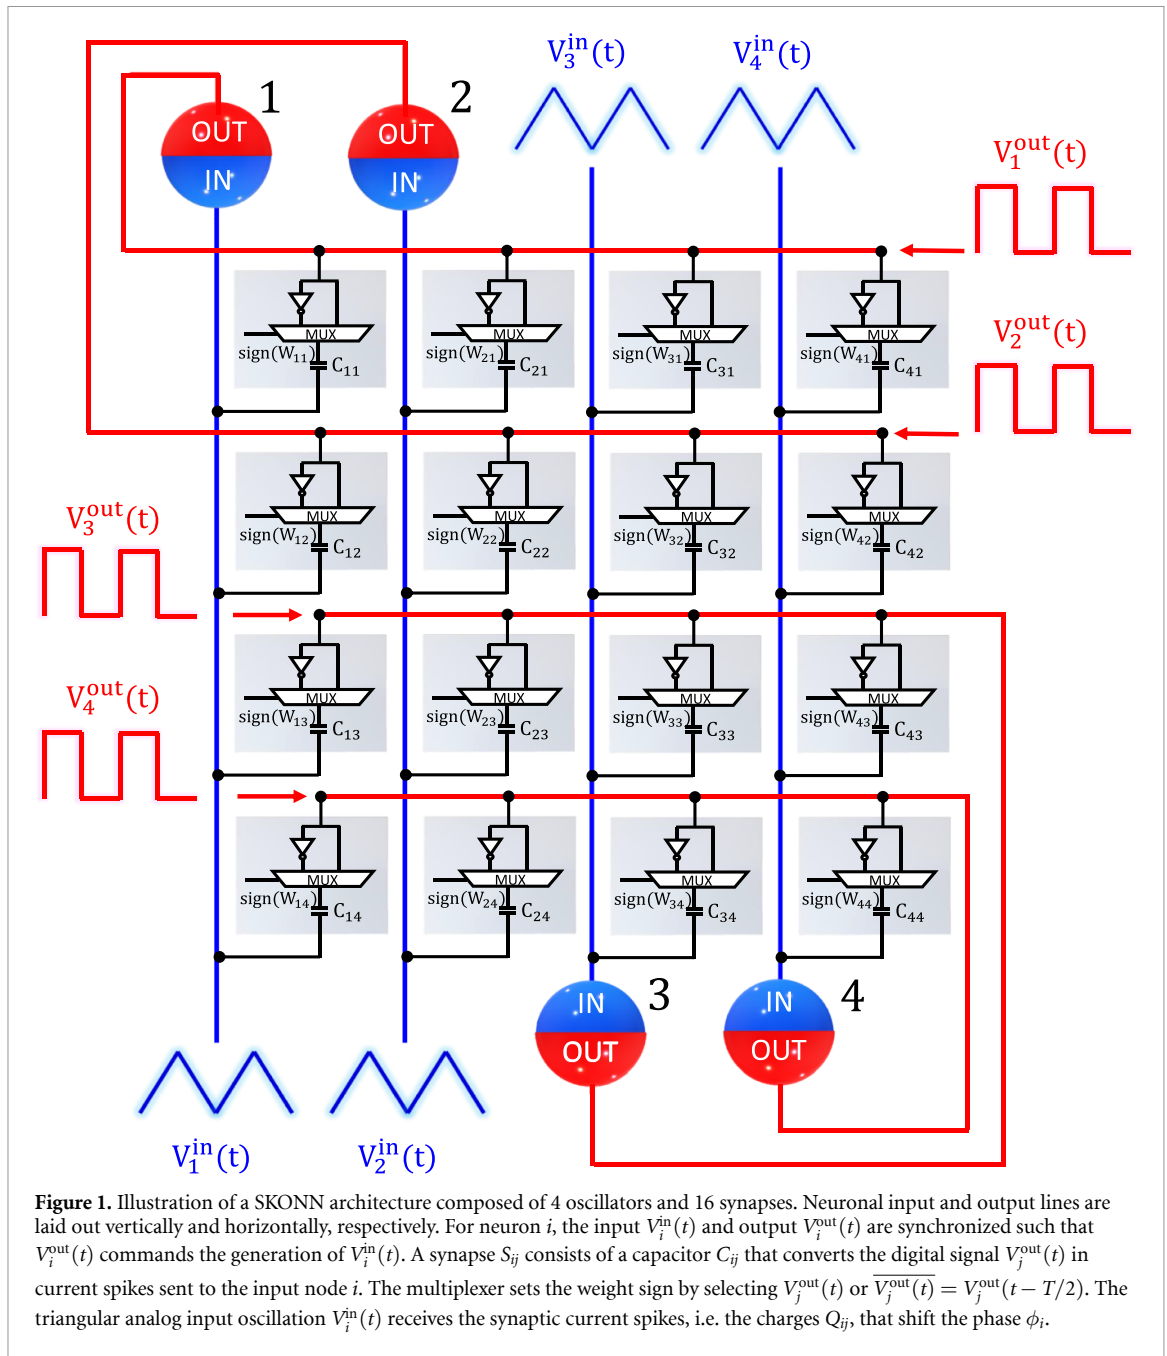 V₃ⁱⁿ(t) V₄ⁱⁿ(t)
1 2
OUT OUT
IN IN
V₁ᵒᵘᵗ(t)
MUX MUX MUX MUX
sign(W₁₁) C₁₁ sign(W₂₁) C₂₁ sign(W₃₁) C₃₁ sign(W₄₁) C₄₁
V₂ᵒᵘᵗ(t)
MUX MUX MUX MUX
sign(W₁₂) C₁₂ sign(W₂₂) C₂₂ sign(W₃₂) C₃₂ sign(W₄₂) C₄₂
V₃ᵒᵘᵗ(t)
MUX MUX MUX MUX
sign(W₁₃) C₁₃ sign(W₂₃) C₂₃ sign(W₃₃) C₃₃ sign(W₄₃) C₄₃
V₄ᵒᵘᵗ(t)
MUX MUX MUX MUX
sign(W₁₄) C₁₄ sign(W₂₄) C₂₄ sign(W₃₄) C₃₄ sign(W₄₄) C₄₄
3 4
IN IN
OUT OUT
V₁ⁱⁿ(t) V₂ⁱⁿ(t)
Figure 1. Illustration of a SKONN architecture composed of 4 oscillators and 16 synapses. Neuronal input and output lines are
laid out vertically and horizontally, respectively. For neuron i, the input Vᵢⁱⁿ(t) and output Vᵢᵒᵘᵗ(t) are synchronized such that
Vᵢᵒᵘᵗ(t) commands the generation of Vᵢⁱⁿ(t). A synapse Sᵢⱼ consists of a capacitor Cᵢⱼ that converts the digital signal Vⱼᵒᵘᵗ(t) in
current spikes sent to the input node i. The multiplexer sets the weight sign by selecting Vⱼᵒᵘᵗ(t) or V̅ⱼ̅ᵒ̅ᵘ̅ᵗ̅(̅t̅)̅ = Vⱼᵒᵘᵗ(t − T/2). The
triangular analog input oscillation Vᵢⁱⁿ(t) receives the synaptic current spikes, i.e. the charges Qᵢⱼ, that shift the phase ϕᵢ.